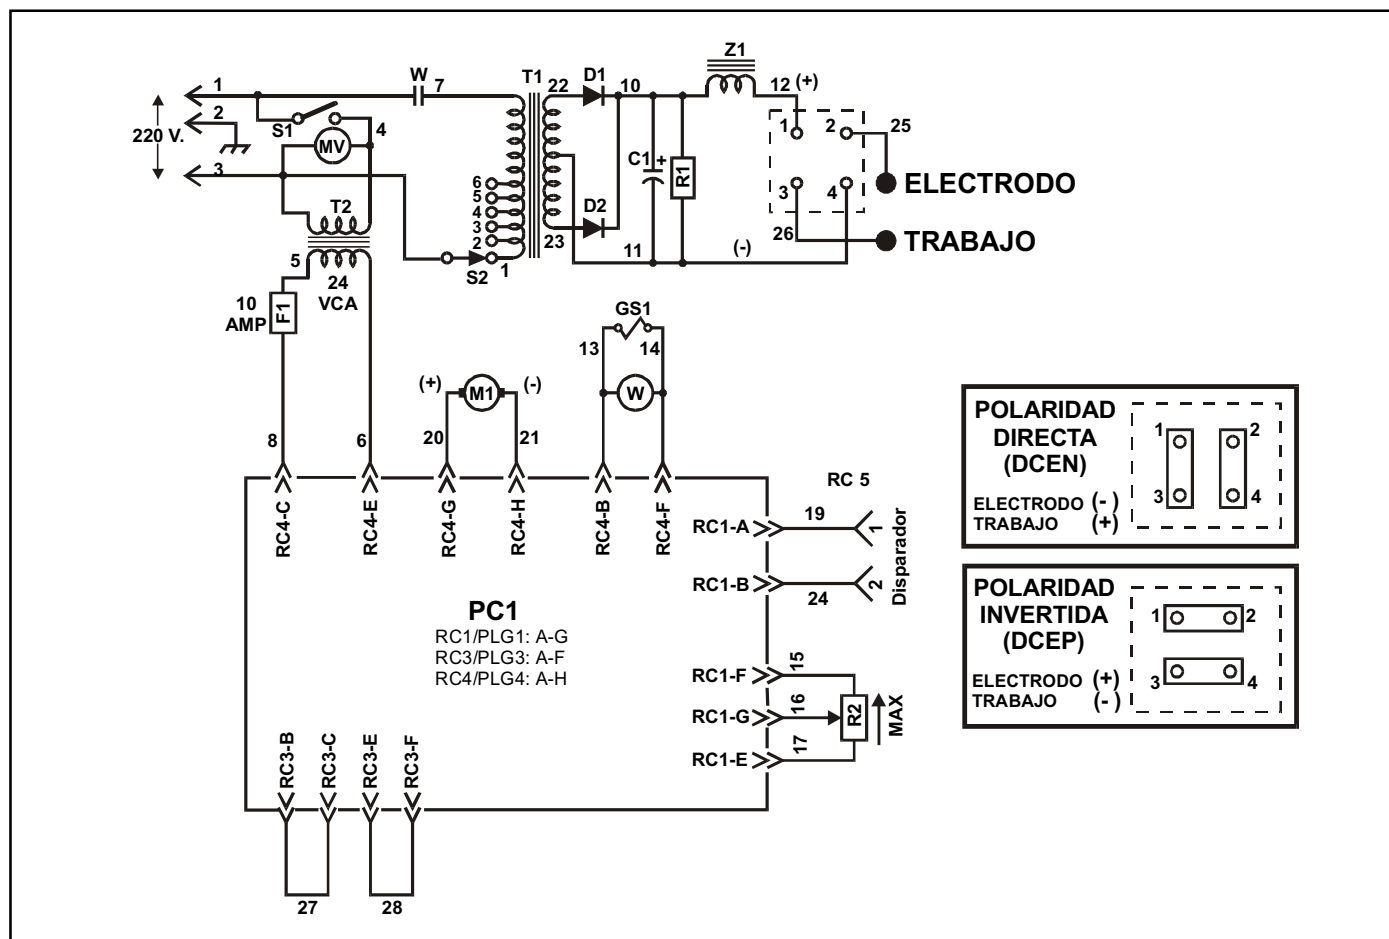 Z1
W
7
T1
22
D1
10
12
(+)
1
2
220 V.
3
S1
4
MV
C1
+
R1
1
2
25
3
4
ELECTRODO
26
TRABAJO
6
5
4
3
2
1
S2
D2
23
11
(-)
T2
5
24
VCA
10
AMP
F1
GS1
13
14
W
(+)
M1
(-)
8
6
20
21
RC4-C
RC4-E
RC4-G
RC4-H
RC4-B
RC4-F
RC 5
RC1-A
19
1
RC1-B
24
2
Disparador
PC1
RC1/PLG1: A-G
RC3/PLG3: A-F
RC4/PLG4: A-H
RC1-F
15
RC1-G
16
R2
MAX
RC1-E
17
RC3-B
RC3-C
RC3-E
RC3-F
27
28
POLARIDAD
DIRECTA
(DCEN)
ELECTRODO (-)
TRABAJO (+)
1
2
3
4
POLARIDAD
INVERTIDA
(DCEP)
ELECTRODO (+)
TRABAJO (-)
1
2
3
4